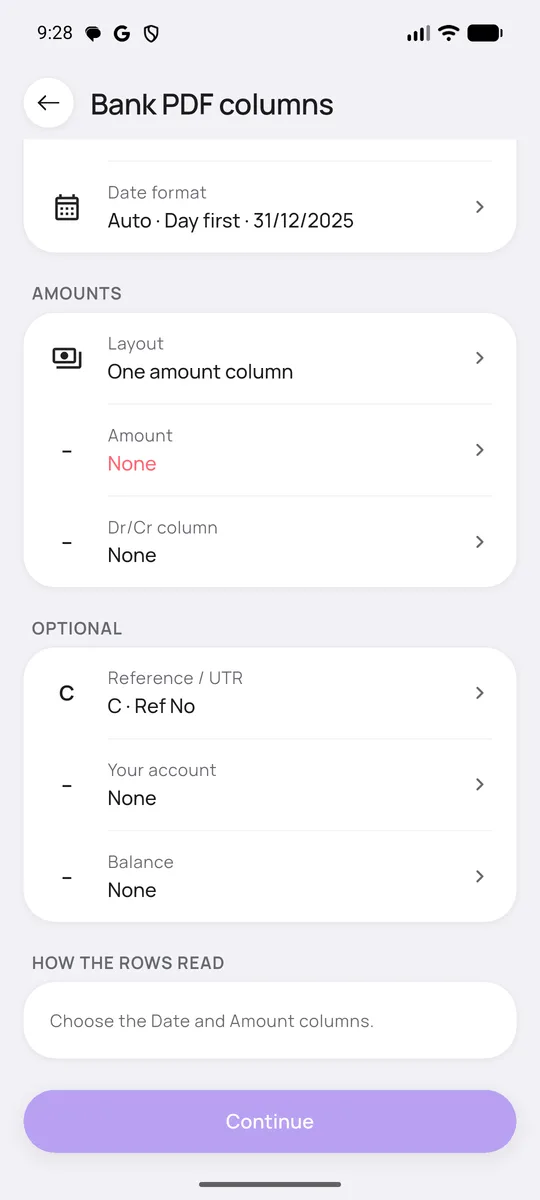 9:28
Bank PDF columns
Date format
Auto · Day first · 31/12/2025
AMOUNTS
Layout
One amount column
–
Amount
None
–
Dr/Cr column
None
OPTIONAL
C
Reference / UTR
C · Ref No
–
Your account
None
–
Balance
None
HOW THE ROWS READ
Choose the Date and Amount columns.
Continue